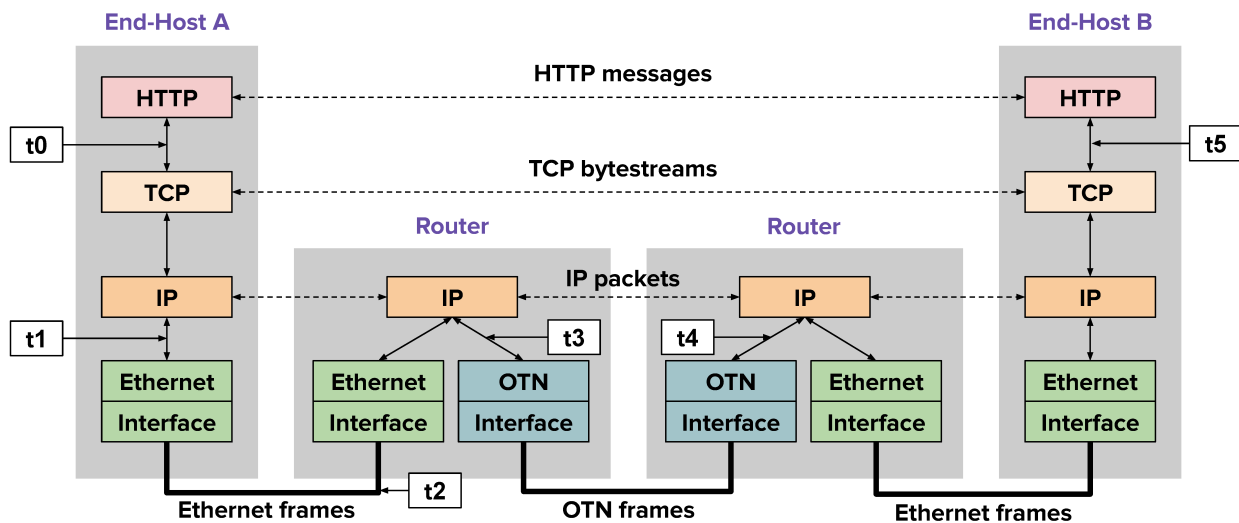 End-Host A
End-Host B
HTTP messages
HTTP
HTTP
t0
t5
TCP bytestreams
TCP
TCP
Router
Router
IP packets
IP
IP
IP
IP
t1
t3
t4
Ethernet
Interface
Ethernet
Interface
OTN
Interface
OTN
Interface
Ethernet
Interface
Ethernet
Interface
t2
Ethernet frames
OTN frames
Ethernet frames